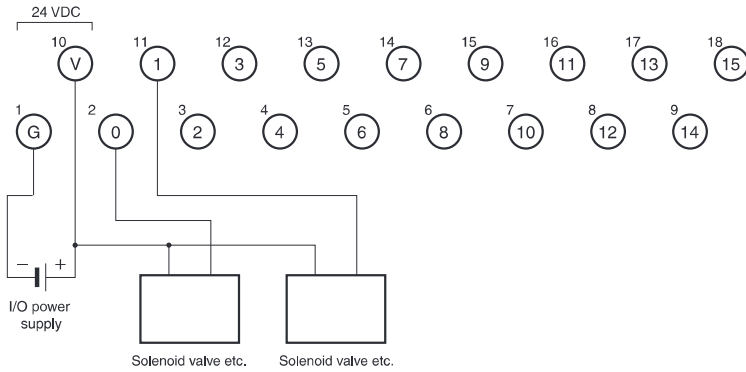 24 VDC
10 11 12 13 14 15 16 17 18
V 1 3 5 7 9 11 13 15
1 2 3 4 5 6 7 8 9
G 0 2 4 6 8 10 12 14
− +
I/O power
supply
Solenoid valve etc. Solenoid valve etc.